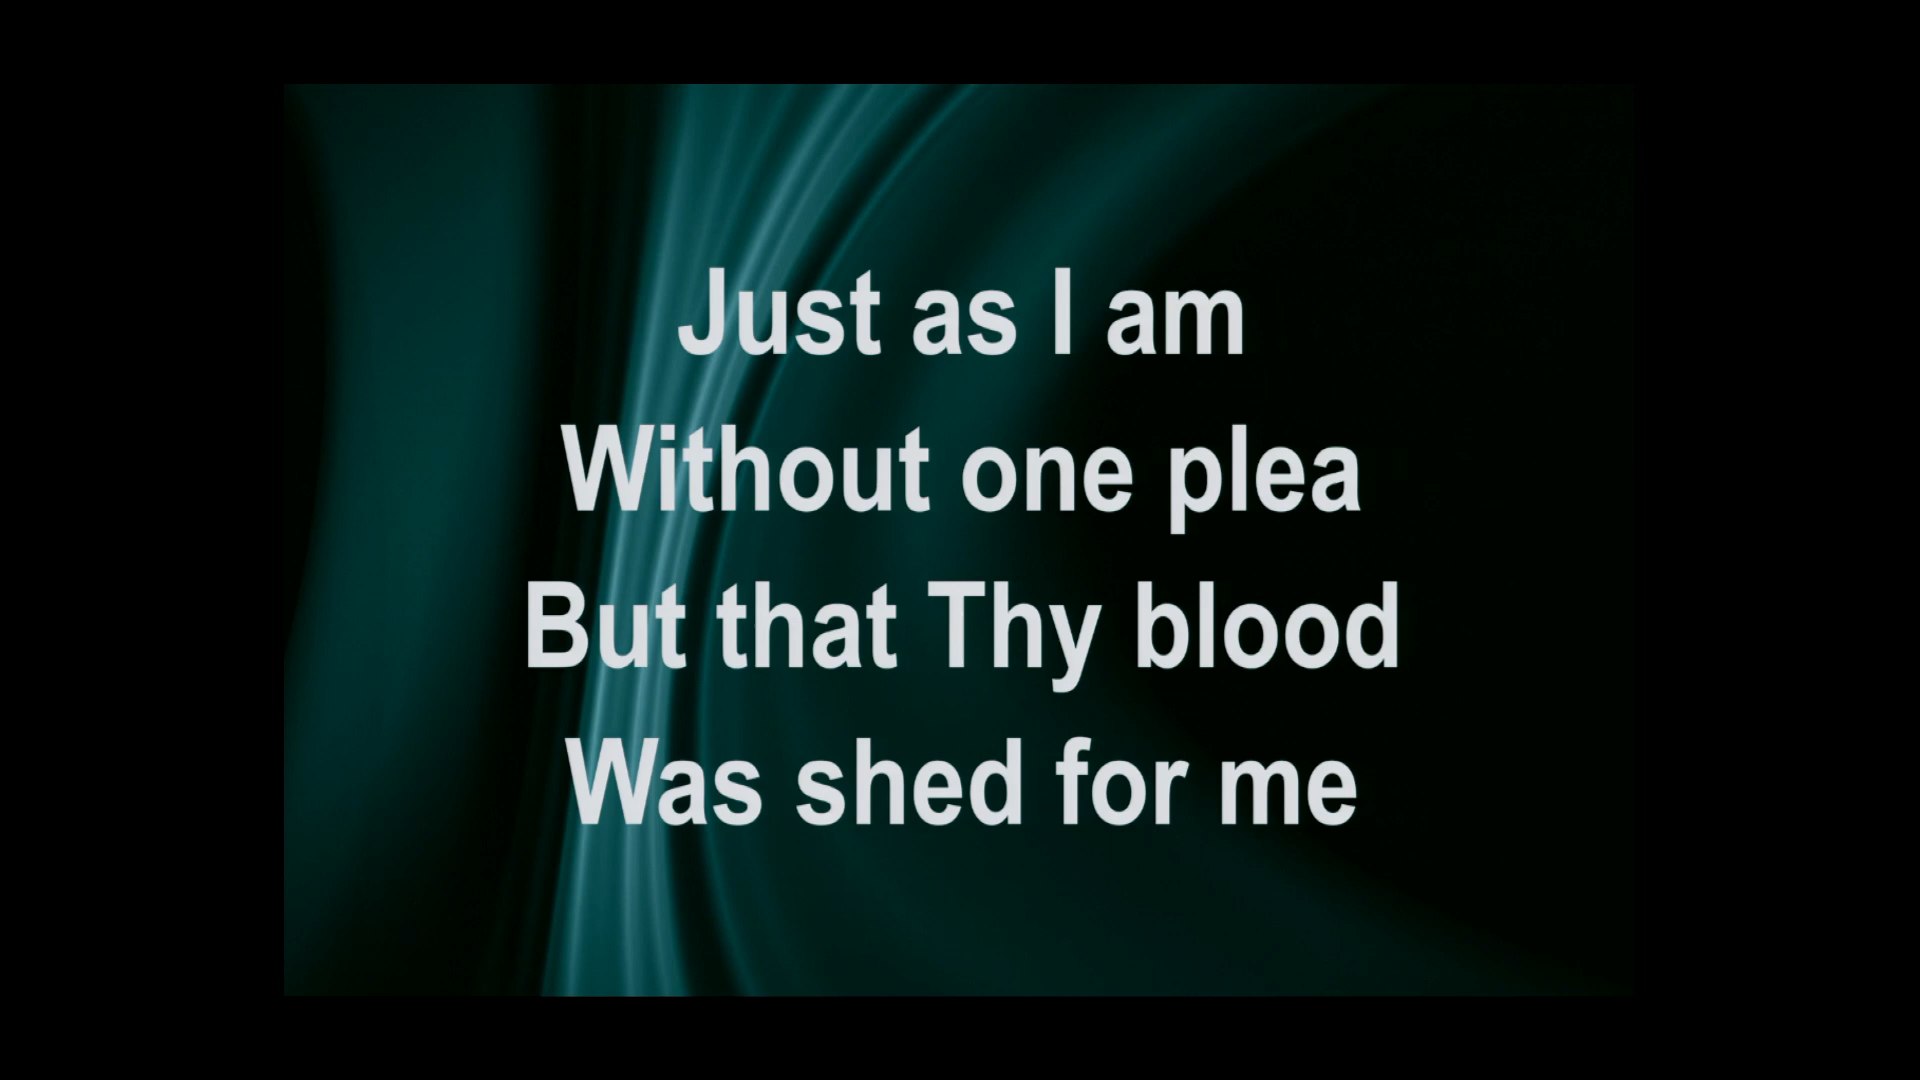 Just as I am
Without one plea
But that Thy blood
Was shed for me